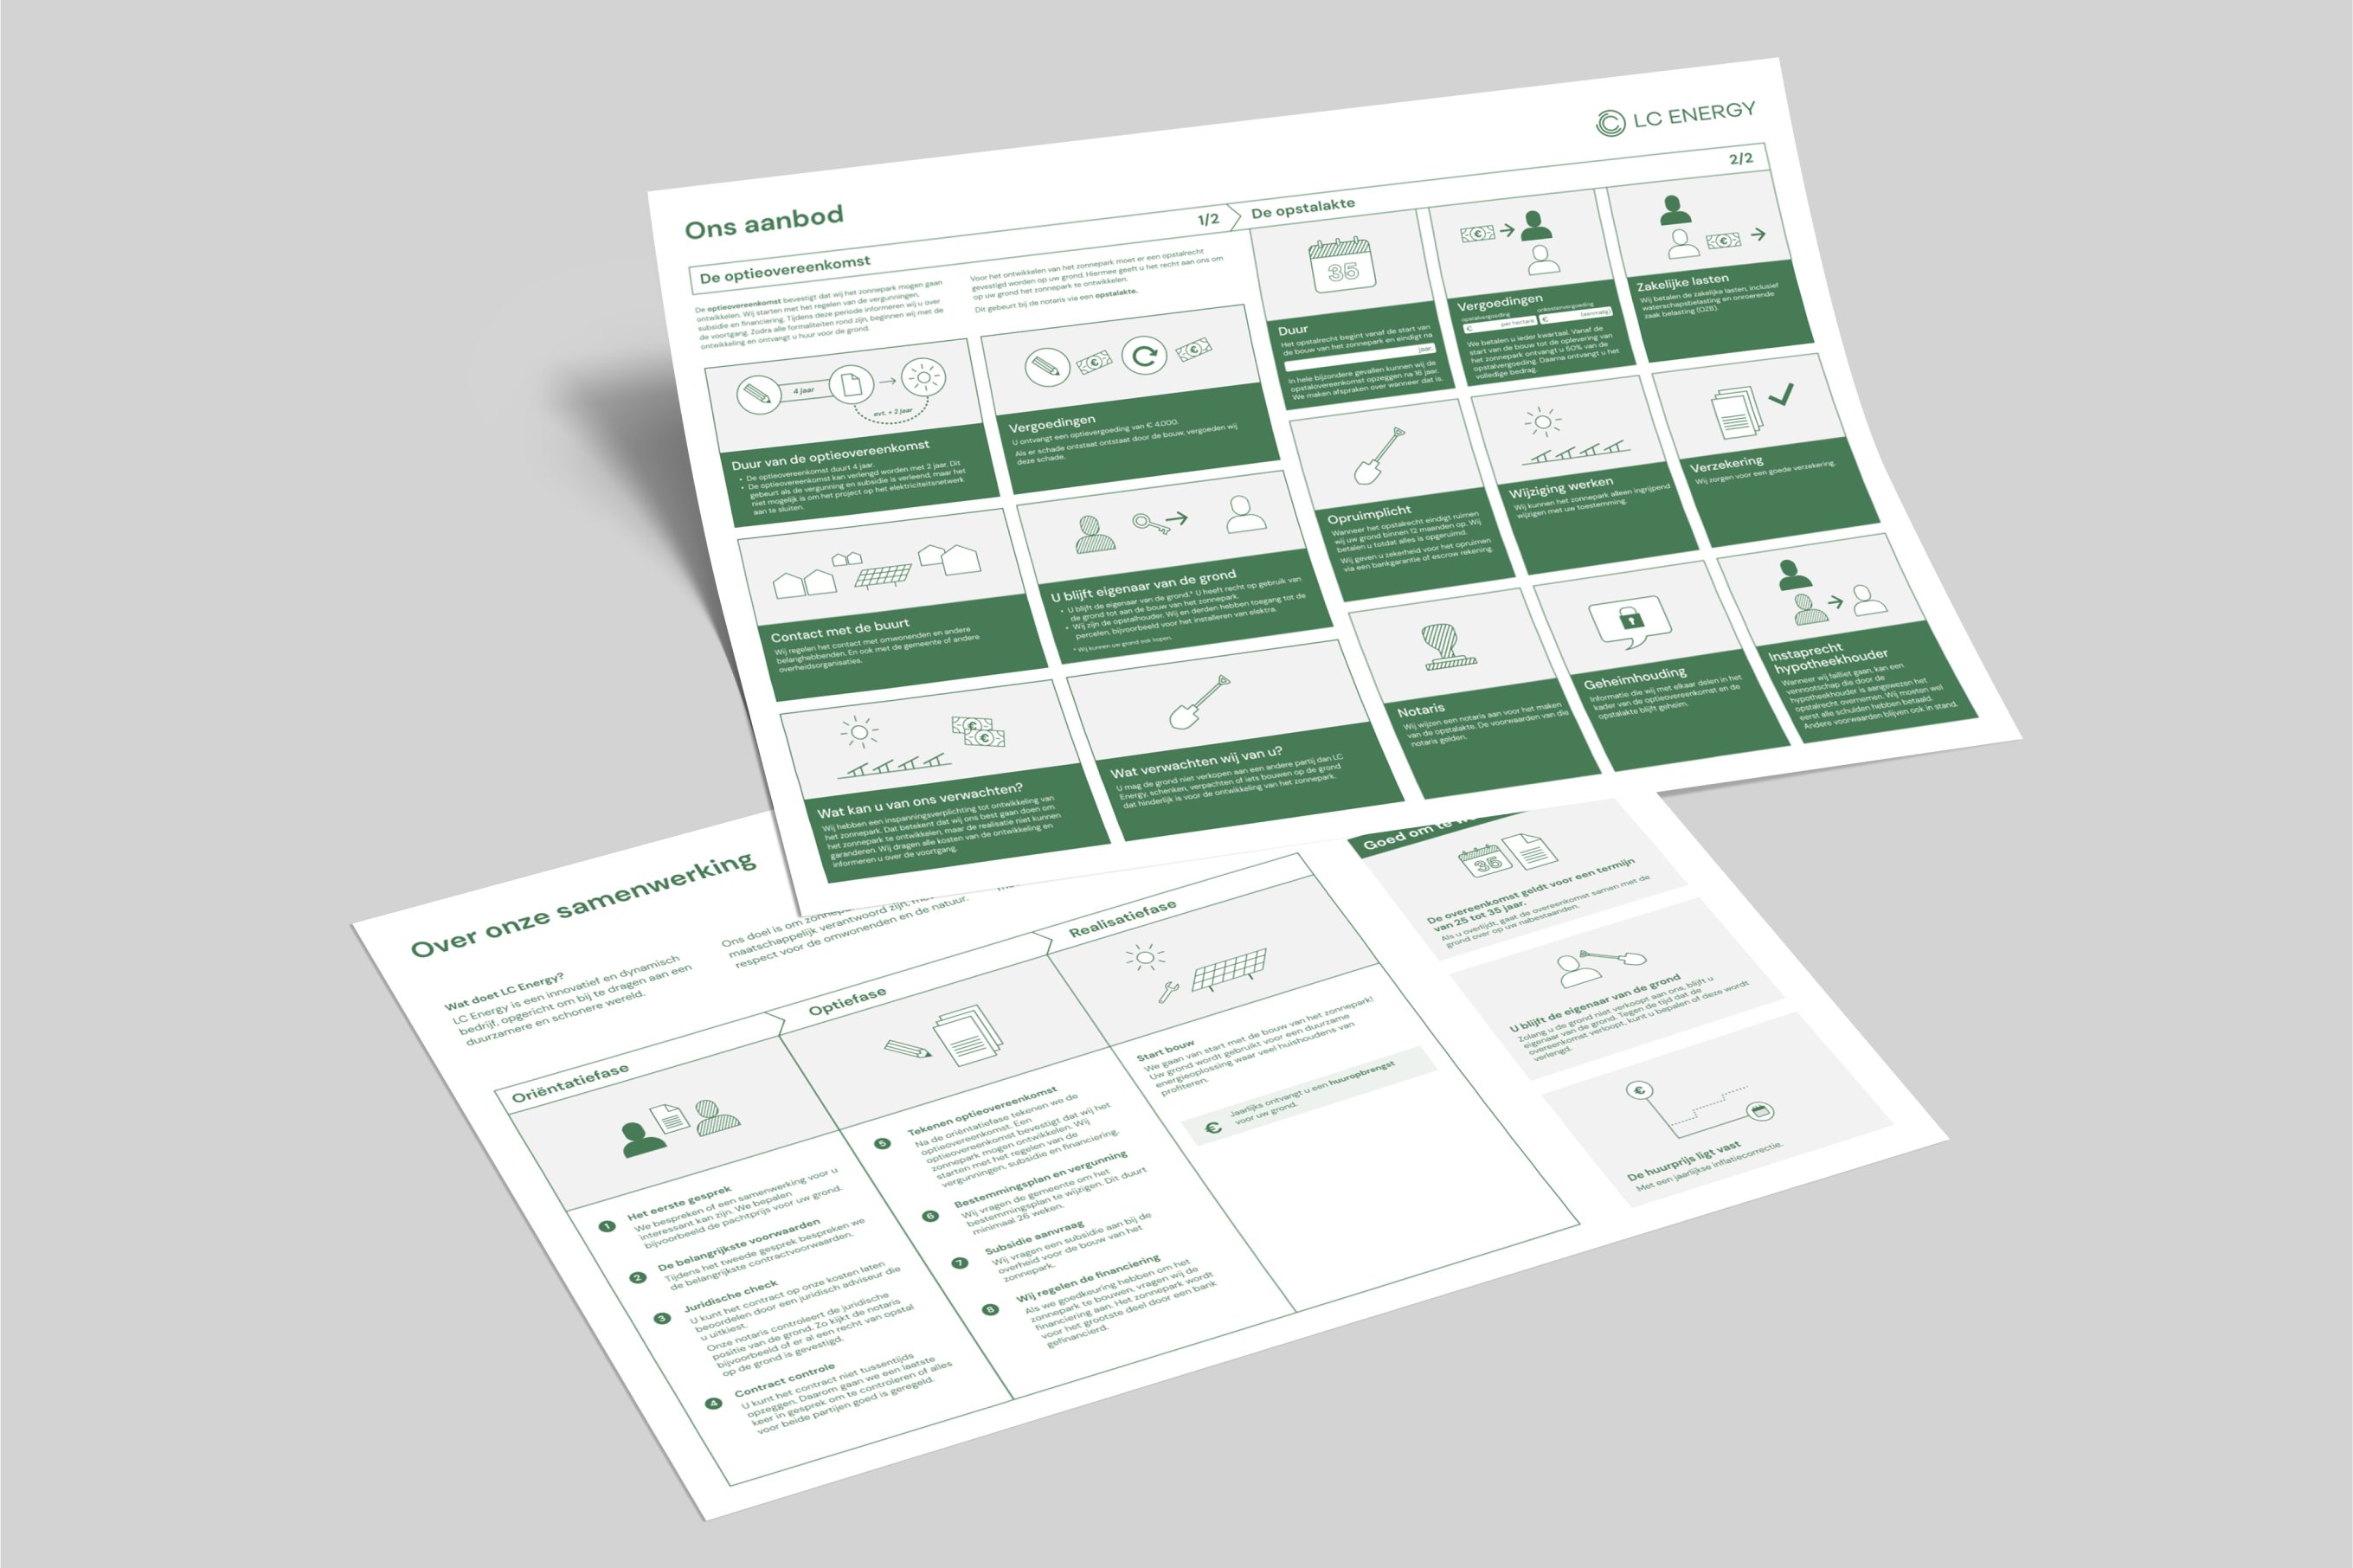 LC ENERGY
Ons aanbod
De optieovereenkomst
1/2
De opstalakte
2/2
De optieovereenkomst bevestigt dat wij het zonnepark mogen gaan
ontwikkelen. Wij starten met het regelen van de vergunningen,
subsidie en financiering. Tijdens deze periode informeren wij u over
de voortgang. Zodra alle formaliteiten rond zijn, beginnen wij met de
ontwikkeling en ontvangt u huur voor de grond.
Voor het ontwikkelen van het zonnepark moet er een opstalrecht
gevestigd worden op uw grond. Hiermee geeft u het recht aan ons om
op uw grond het zonnepark te ontwikkelen.
Dit gebeurt bij de notaris via een opstalakte.
4 jaar
evt. + 2 jaar
Duur van de optieovereenkomst
• De optieovereenkomst duurt 4 jaar.
• De optieovereenkomst kan verlengd worden met 2 jaar. Dit
gebeurt als de vergunning en subsidie is verleend, maar het
niet mogelijk is om het project op het elektriciteitsnetwerk
aan te sluiten.
Vergoedingen
U ontvangt een optievergoeding van € 4.000.
Als er schade ontstaat ontstaat door de bouw, vergoeden wij
deze schade.
Contact met de buurt
Wij regelen het contact met omwonenden en andere
belanghebbenden. En ook met de gemeente of andere
overheidsorganisaties.
U blijft eigenaar van de grond
• U blijft de eigenaar van de grond.* U heeft recht op gebruik van
de grond tot aan de bouw van het zonnepark.
• Wij zijn de opstalhouder. Wij en derden hebben toegang tot de
percelen, bijvoorbeeld voor het installeren van elektra.
* Wij kunnen uw grond ook kopen.
Wat kan u van ons verwachten?
Wij hebben een inspanningsverplichting tot ontwikkeling van
het zonnepark. Dat betekent dat wij ons best gaan doen om
het zonnepark te ontwikkelen, maar de realisatie niet kunnen
garanderen. Wij dragen alle kosten van de ontwikkeling en
informeren u over de voortgang.
Wat verwachten wij van u?
U mag de grond niet verkopen aan een andere partij dan LC
Energy, schenken, verpachten of iets bouwen op de grond
dat hinderlijk is voor de ontwikkeling van het zonnepark.
35
Duur
Het opstalrecht begint vanaf de start van
de bouw van het zonnepark en eindigt na
jaar.
In hele bijzondere gevallen kunnen wij de
opstalovereenkomst opzeggen na 16 jaar.
We maken afspraken over wanneer dat is.
Vergoedingen
opstalvergoeding
onkostenvergoeding
€ per hectare
€ (eenmalig)
We betalen u ieder kwartaal. Vanaf de
start van de bouw tot de oplevering van
het zonnepark ontvangt u 50% van de
opstalvergoeding. Daarna ontvangt u het
volledige bedrag.
Zakelijke lasten
Wij betalen de zakelijke lasten, inclusief
waterschapsbelasting en onroerende
zaak belasting (OZB).
Opruimplicht
Wanneer het opstalrecht eindigt ruimen
wij uw grond binnen 12 maanden op. Wij
betalen u totdat alles is opgeruimd.
Wij geven u zekerheid voor het opruimen
via een bankgarantie of escrow rekening.
Wijziging werken
Wij kunnen het zonnepark alleen ingrijpend
wijzigen met uw toestemming.
Verzekering
Wij zorgen voor een goede verzekering.
Notaris
Wij wijzen een notaris aan voor het maken
van de opstalakte. De voorwaarden van die
notaris gelden.
Geheimhouding
Informatie die wij met elkaar delen in het
kader van de optieovereenkomst en de
opstalakte blijft geheim.
Instaprecht
hypotheekhouder
Wanneer wij failliet gaan, kan een
vennootschap die door de
hypotheekhouder is aangewezen het
opstalrecht overnemen. Wij moeten wel
eerst alle schulden hebben betaald.
Andere voorwaarden blijven ook in stand.
Over onze samenwerking
Wat doet LC Energy?
LC Energy is een innovatief en dynamisch
bedrijf, opgericht om bij te dragen aan een
duurzamere en schonere wereld.
Ons doel is om
maatschappelijk verantwoord zijn,
respect voor de omwonenden en de natuur.
Oriëntatiefase
Optiefase
Realisatiefase
1 Het eerste gesprek
We bespreken of een samenwerking voor u
interessant kan zijn. We bepalen
bijvoorbeeld de pachtprijs voor uw grond.
2 De belangrijkste voorwaarden
Tijdens het tweede gesprek bespreken we
de belangrijkste contractvoorwaarden.
3 Juridische check
U kunt het contract op onze kosten laten
beoordelen door een juridisch adviseur die
u uitkiest.
Onze notaris controleert de juridische
positie van de grond. Zo kijkt de notaris
bijvoorbeeld of er al een recht van opstal
op de grond is gevestigd.
4 Contract controle
U kunt het contract niet tussentijds
opzeggen. Daarom gaan we een laatste
keer in gesprek om te controleren of alles
voor beide partijen goed is geregeld.
5 Tekenen optieovereenkomst
Na de oriëntatiefase tekenen we de
optieovereenkomst. Een
optieovereenkomst bevestigt dat wij het
zonnepark mogen ontwikkelen. Wij
starten met het regelen van de
vergunningen, subsidie en financiering.
6 Bestemmingsplan en vergunning
Wij vragen de gemeente om het
bestemmingsplan te wijzigen. Dit duurt
minimaal 26 weken.
7 Subsidie aanvraag
Wij vragen een subsidie aan bij de
overheid voor de bouw van het
zonnepark.
8 Wij regelen de financiering
Als we goedkeuring hebben om het
zonnepark te bouwen, vragen wij de
financiering aan. Het zonnepark wordt
voor het grootste deel door een bank
gefinancierd.
Start bouw
We gaan van start met de bouw van het zonnepark!
Uw grond wordt gebruikt voor een duurzame
energieoplossing waar veel huishoudens van
profiteren.
€ Jaarlijks ontvangt u een huuropbrengst
voor uw grond.
Goed om te
35
De overeenkomst geldt voor een termijn
van 25 tot 35 jaar.
Als u overlijdt, gaat de overeenkomst samen met de
grond over op uw nabestaanden.
U blijft de eigenaar van de grond
Zolang u de grond niet verkoopt aan ons, blijft u
eigenaar van de grond. Tegen de tijd dat de
overeenkomst verloopt, kunt u bepalen of deze wordt
verlengd.
€
De huurprijs ligt vast
Met een jaarlijkse inflatiecorrectie.